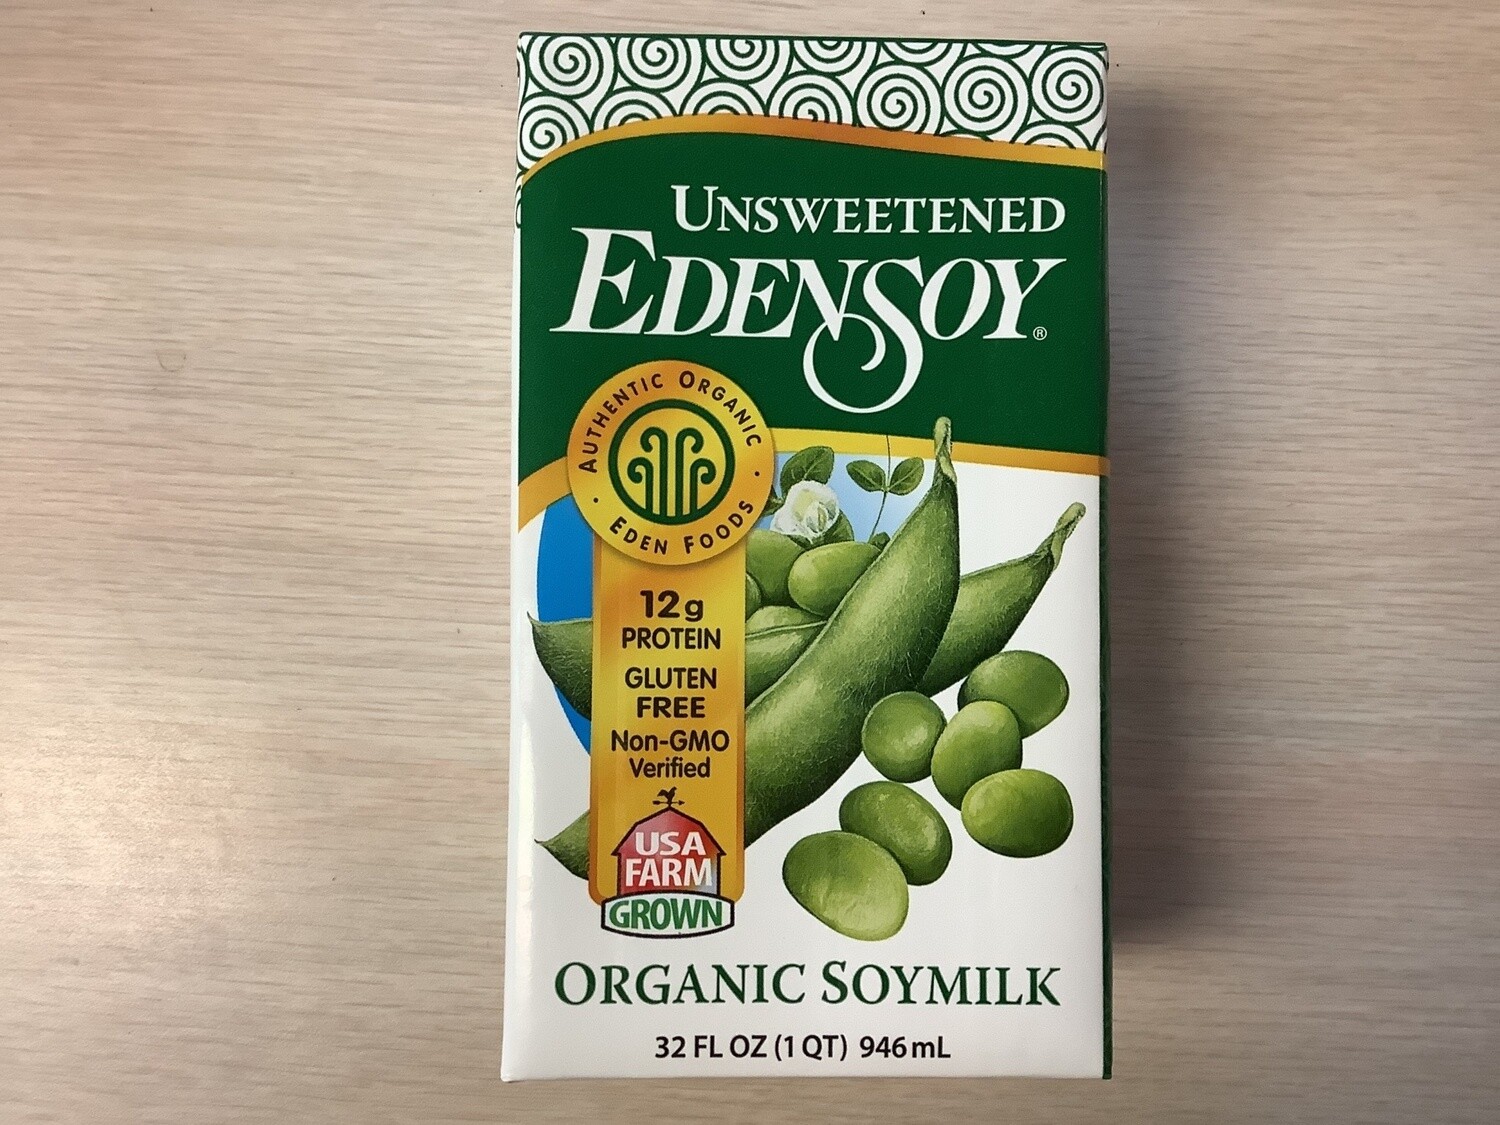 UNSWEETENED
EDENSOY®
AUTHENTIC ORGANIC
· EDEN FOODS ·
12g
PROTEIN
GLUTEN
FREE
Non-GMO
Verified
USA
FARM
GROWN
ORGANIC SOYMILK
32 FL OZ (1 QT) 946 mL